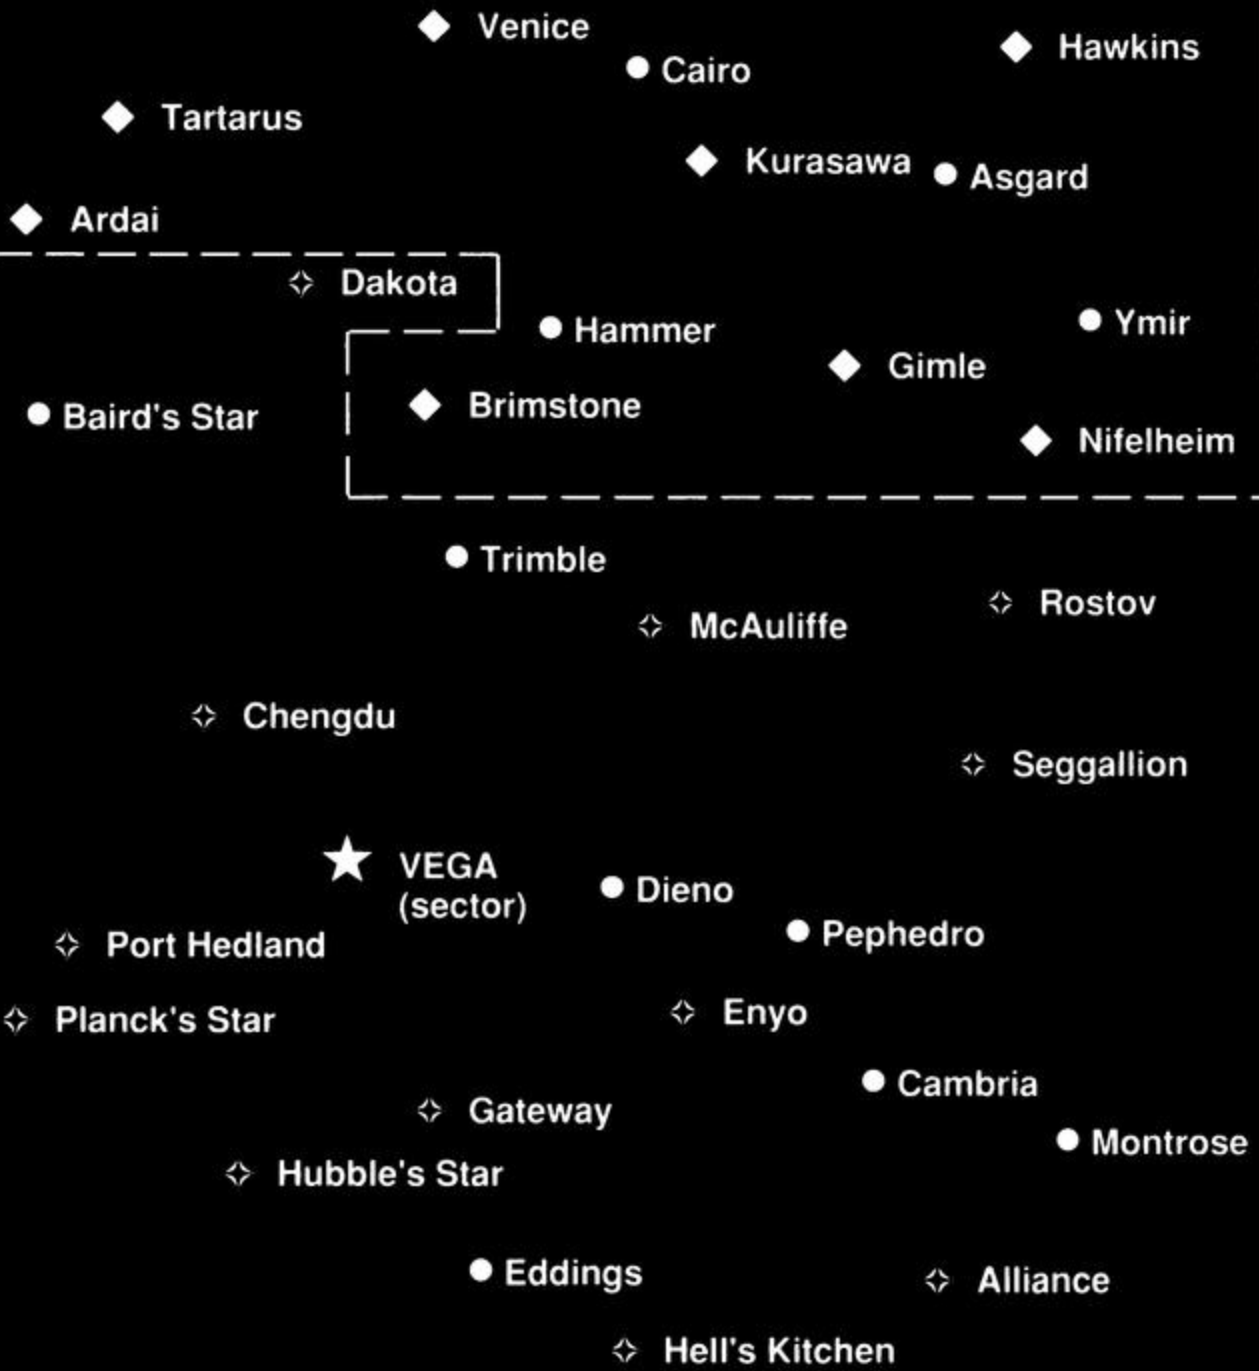 Venice
Hawkins
Cairo
Tartarus
Kurasawa
Asgard
Ardai
Dakota
Hammer
Ymir
Gimle
Brimstone
Baird's Star
Nifelheim
Trimble
Rostov
McAuliffe
Chengdu
Seggallion
VEGA
(sector)
Dieno
Pephedro
Port Hedland
Enyo
Planck's Star
Cambria
Gateway
Montrose
Hubble's Star
Eddings
Alliance
Hell's Kitchen